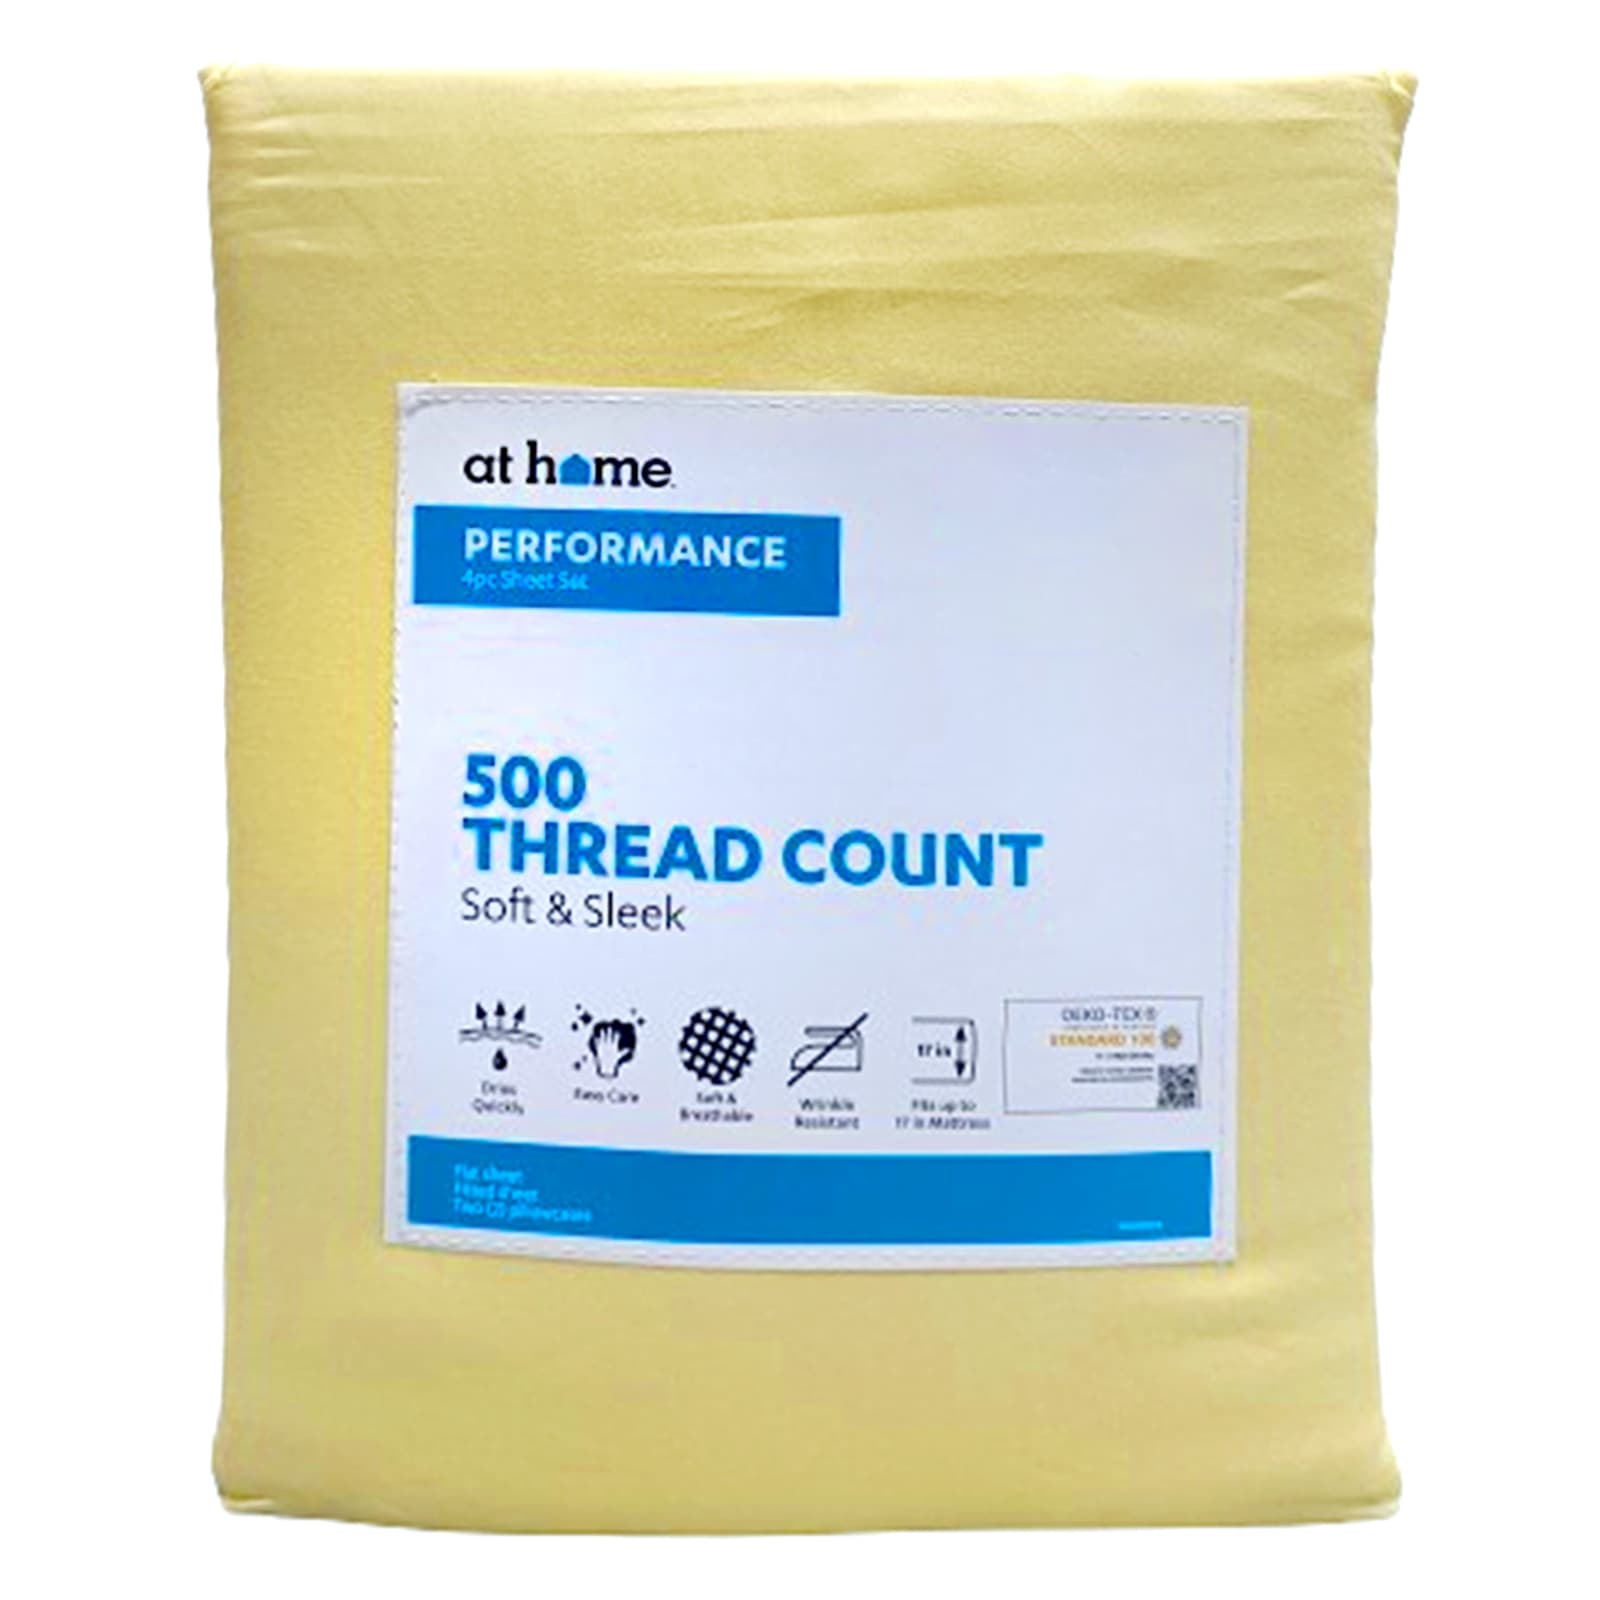 at home
PERFORMANCE
4pc Sheet Set
500
THREAD COUNT
Soft & Sleek
17 in
Dries
Quickly
Easy Care
Soft &
Breathable
Wrinkle
Resistant
Fits up to
17 in Mattress
OEKO-TEX®
STANDARD 100
Flat sheet
Fitted sheet
Two (2) pillowcases